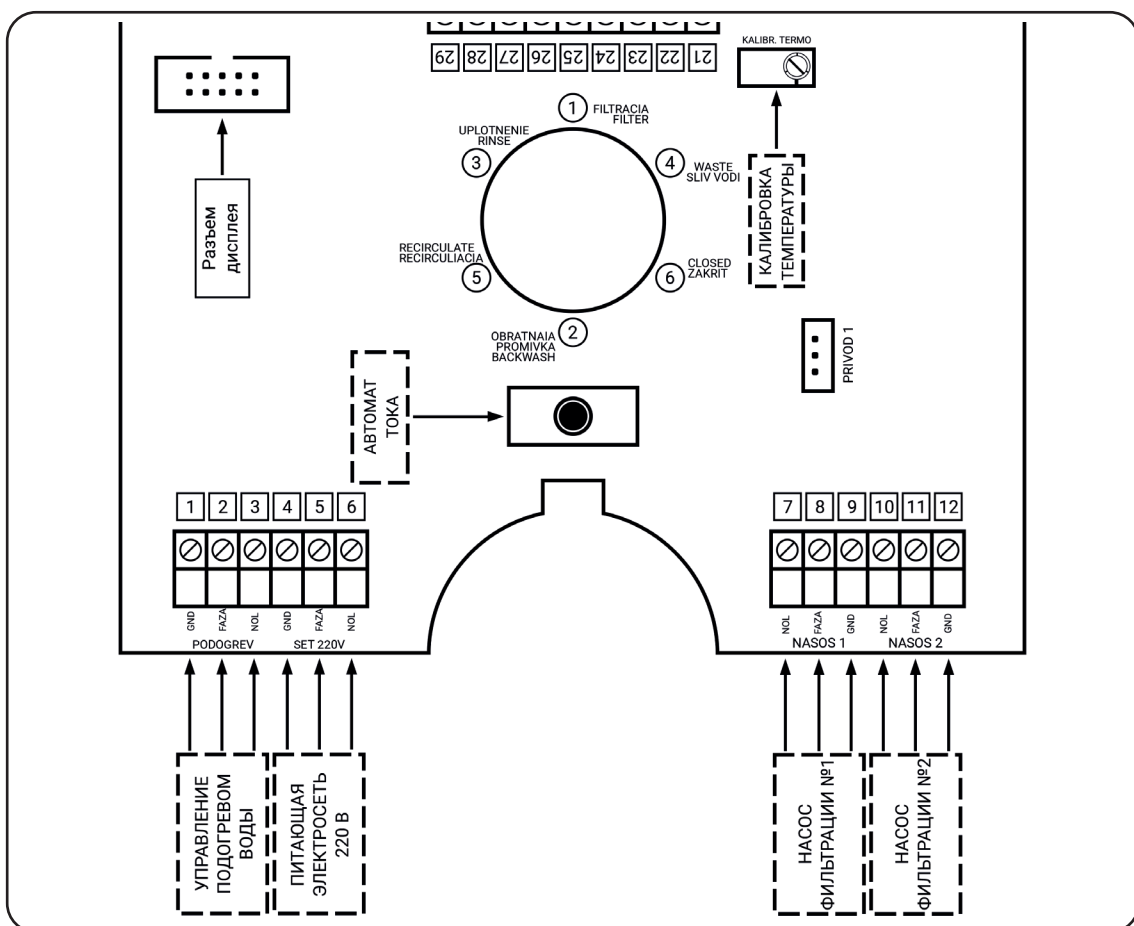 29 28 27 26 25 24 23 22 21
KALIBR. TERMO
1
FILTRACIA
FILTER
UPLOTNENIE
RINSE
3
4
WASTE
SLIV VODI
КАЛИБРОВКА
ТЕМПЕРАТУРЫ
Разъем
дисплея
RECIRCULATE
RECIRCULIACIA
5
CLOSED
ZAKRIT
6
2
OBRATNAIA
PROMIVKA
BACKWASH
PRIVOD 1
АВТОМАТ
ТОКА
1 2 3 4 5 6
7 8 9 10 11 12
GND FAZA NOL GND FAZA NOL
NOL FAZA GND NOL FAZA GND
PODOGREV SET 220V
NASOS 1 NASOS 2
УПРАВЛЕНИЕ
ПОДОГРЕВОМ
ВОДЫ
ПИТАЮЩАЯ
ЭЛЕКТРОСЕТЬ
220 В
НАСОС
ФИЛЬТРАЦИИ №1
НАСОС
ФИЛЬТРАЦИИ №2